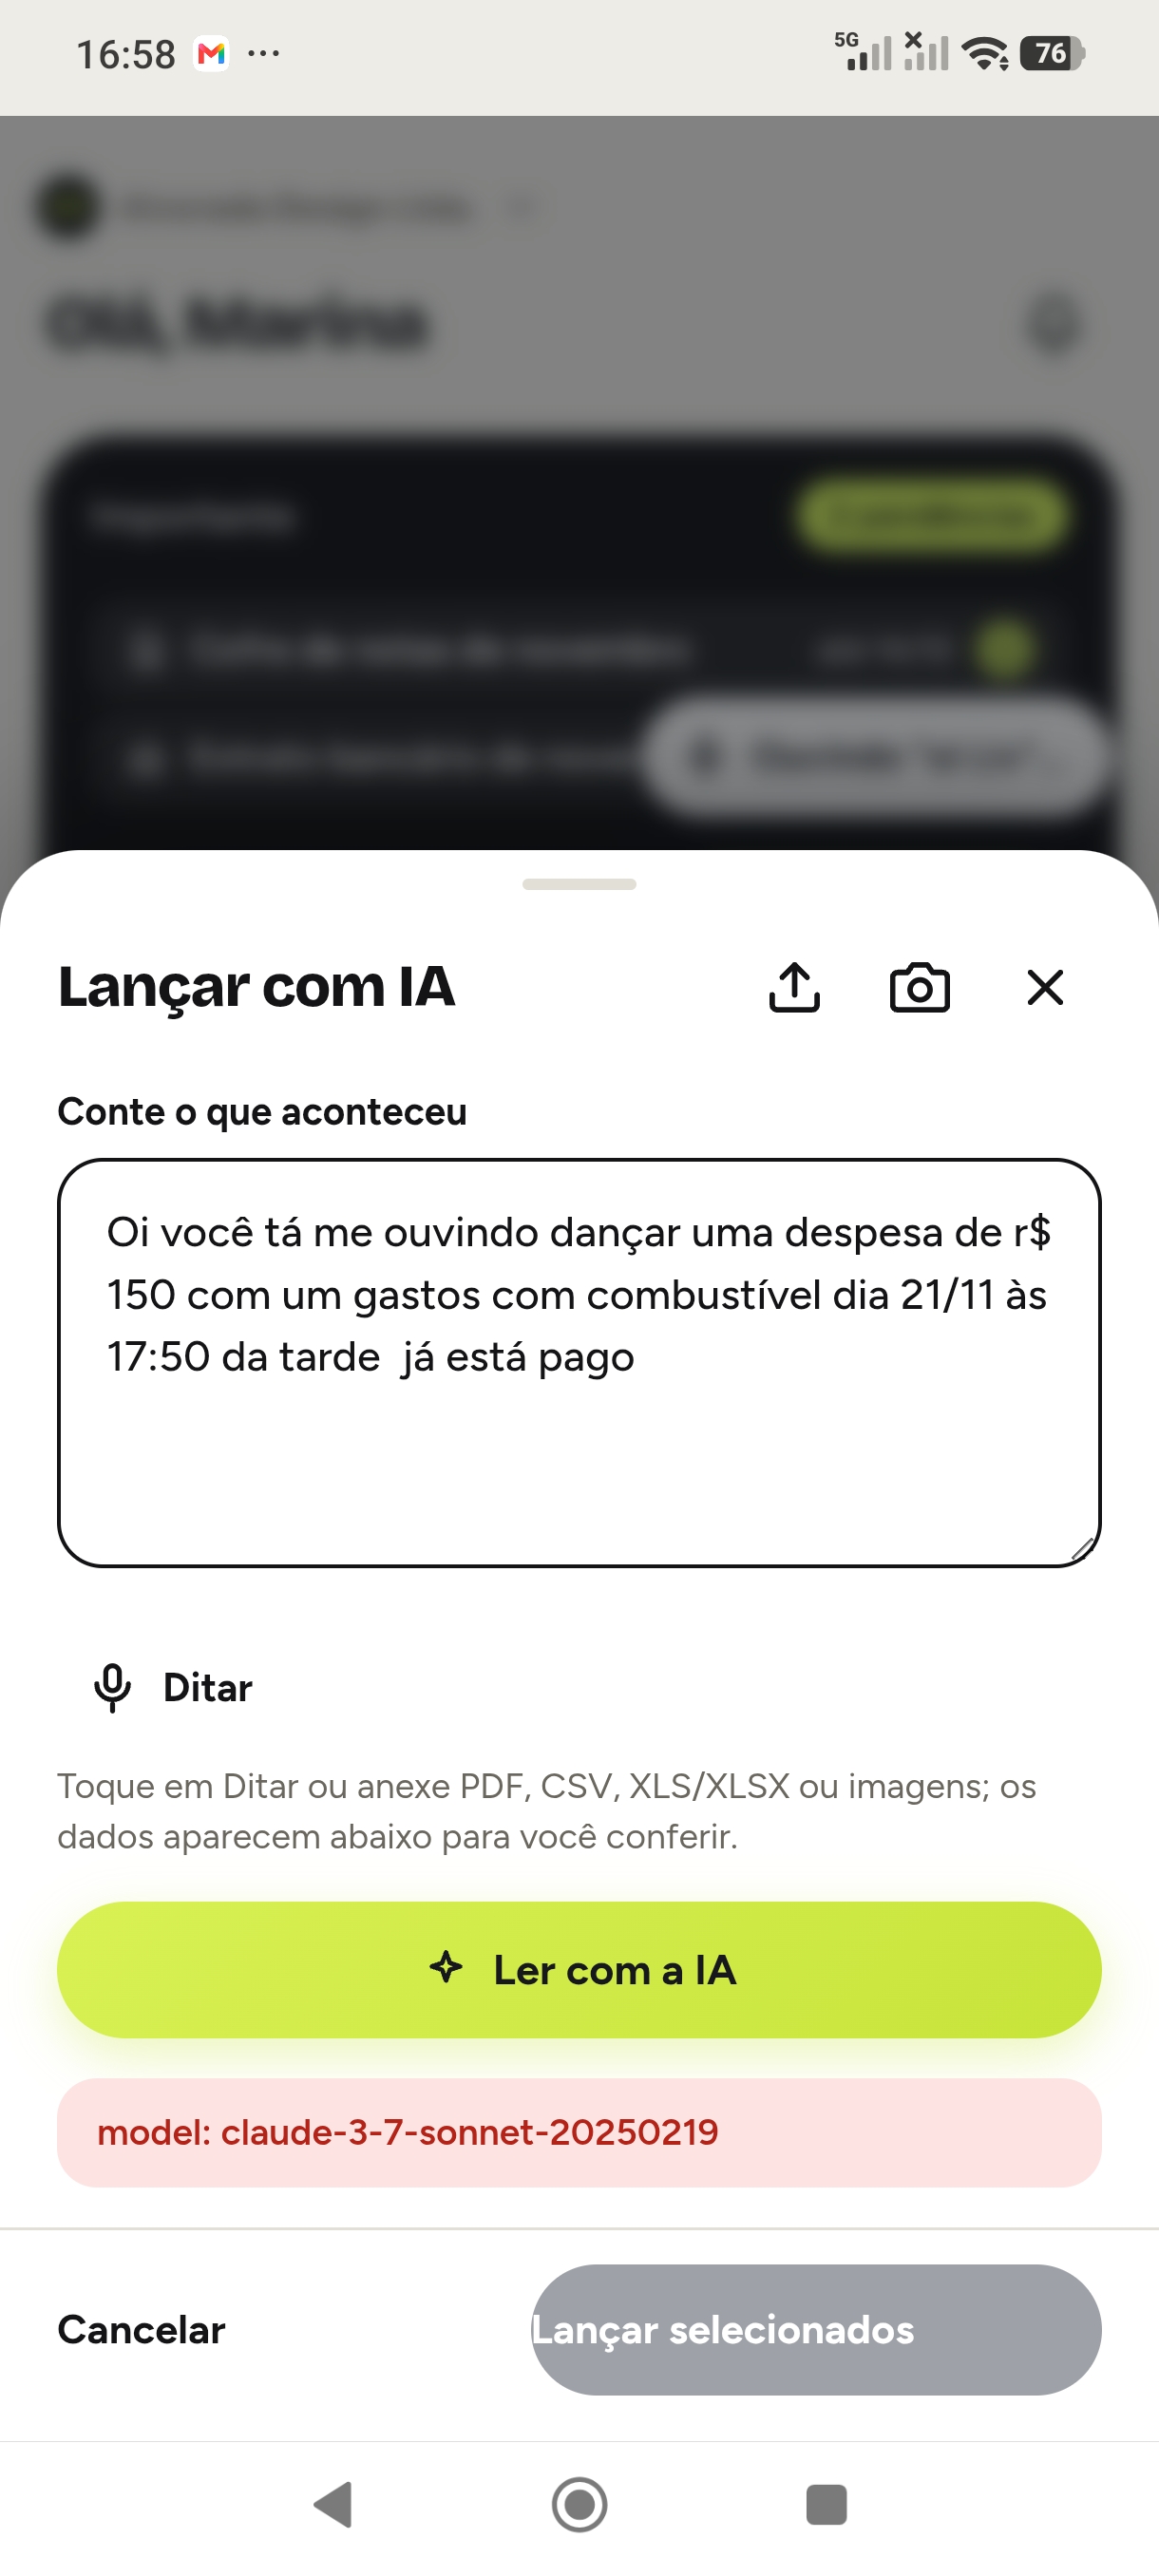 16:58
5G
76
Olá, Marina
Importante
Lançar com IA
Conte o que aconteceu
Oi você tá me ouvindo dançar uma despesa de r$
150 com um gastos com combustível dia 21/11 às
17:50 da tarde  já está pago
Ditar
Toque em Ditar ou anexe PDF, CSV, XLS/XLSX ou imagens; os
dados aparecem abaixo para você conferir.
Ler com a IA
model: claude-3-7-sonnet-20250219
Cancelar
Lançar selecionados